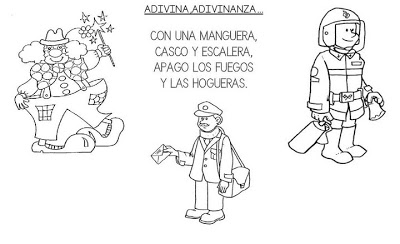 ADIVINA, ADIVINANZA...
CON UNA MANGUERA,
CASCO Y ESCALERA,
APAGO LOS FUEGOS
Y LAS HOGUERAS.